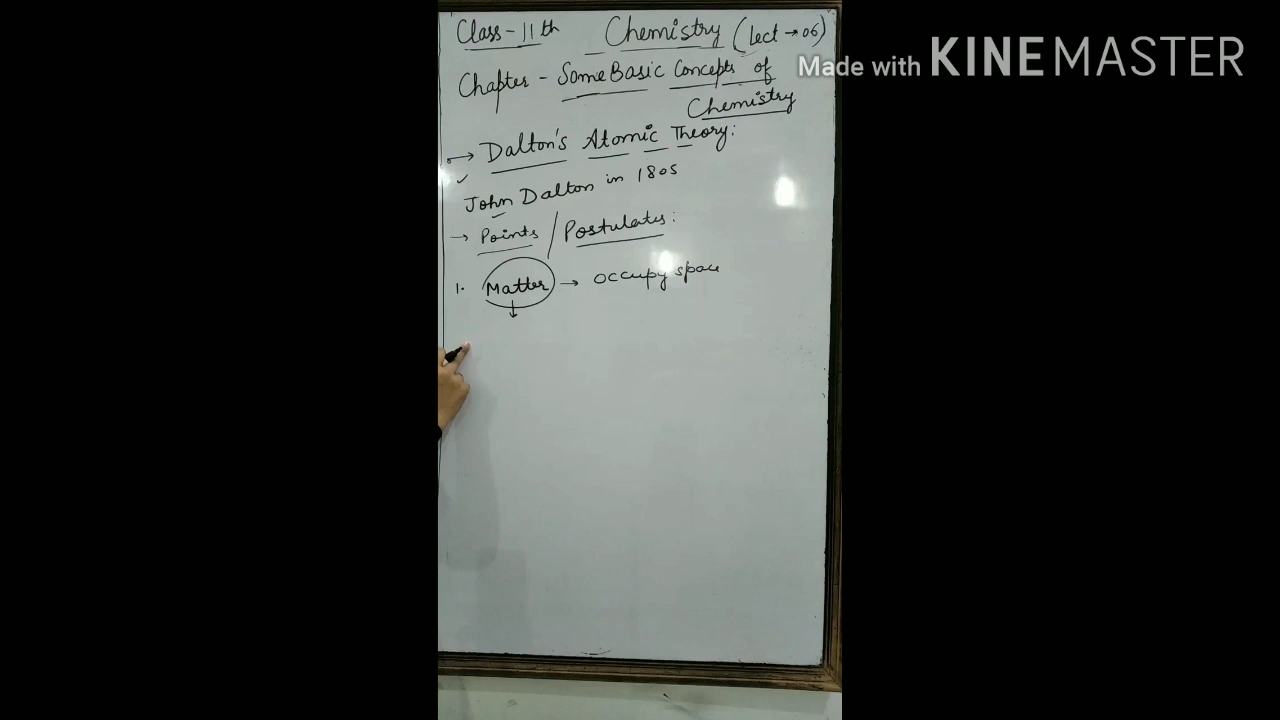 Class-11th Chemistry (Lect → 06)
Made with KINEMASTER
Chapter - Some Basic Concepts of
Chemistry
→ Dalton's Atomic Theory:
John Dalton in 1805
→ Points / Postulates:
1. Matter → occupy space